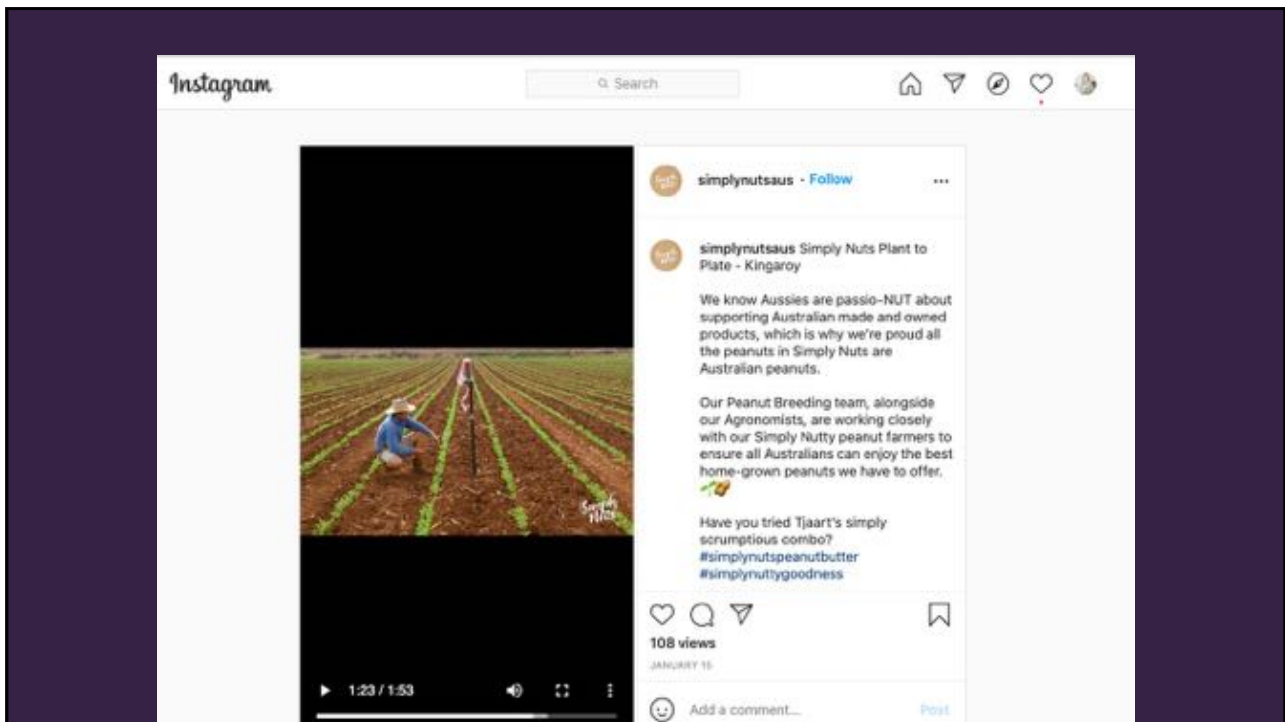 Instagram
Search
simplynutsaus • Follow
simplynutsaus Simply Nuts Plant to
Plate - Kingaroy
We know Aussies are passio-NUT about
supporting Australian made and owned
products, which is why we're proud all
the peanuts in Simply Nuts are
Australian peanuts.
Our Peanut Breeding team, alongside
our Agronomists, are working closely
with our Simply Nutty peanut farmers to
ensure all Australians can enjoy the best
home-grown peanuts we have to offer.
Have you tried Tjaart's simply
scrumptious combo?
#simplynutspeanutbutter
#simplynuttygoodness
Simply
Nuts
108 views
JANUARY 15
1:23 / 1:53
Add a comment...
Post